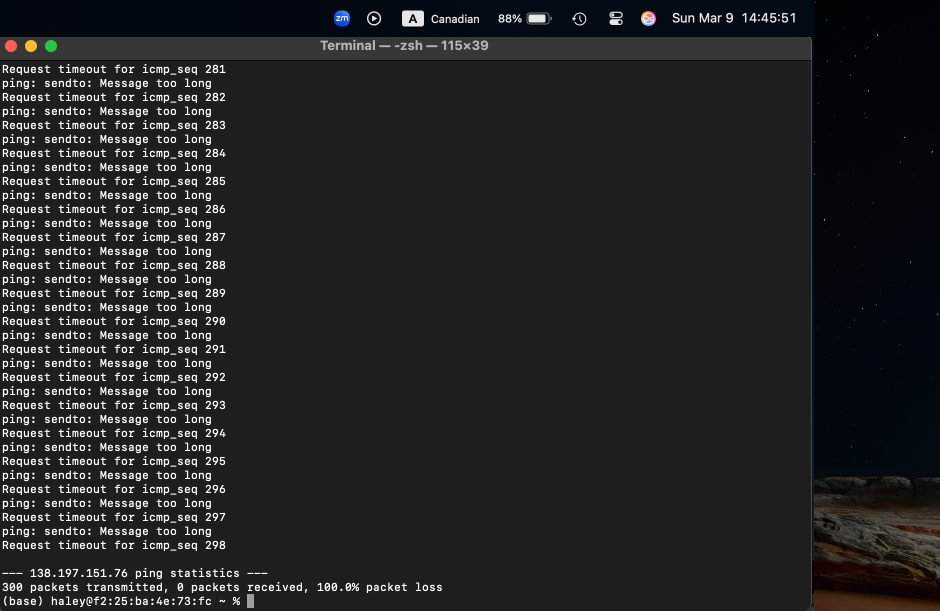 zm A Canadian 88% Sun Mar 9 14:45:51
Terminal — -zsh — 115×39
Request timeout for icmp_seq 281
ping: sendto: Message too long
Request timeout for icmp_seq 282
ping: sendto: Message too long
Request timeout for icmp_seq 283
ping: sendto: Message too long
Request timeout for icmp_seq 284
ping: sendto: Message too long
Request timeout for icmp_seq 285
ping: sendto: Message too long
Request timeout for icmp_seq 286
ping: sendto: Message too long
Request timeout for icmp_seq 287
ping: sendto: Message too long
Request timeout for icmp_seq 288
ping: sendto: Message too long
Request timeout for icmp_seq 289
ping: sendto: Message too long
Request timeout for icmp_seq 290
ping: sendto: Message too long
Request timeout for icmp_seq 291
ping: sendto: Message too long
Request timeout for icmp_seq 292
ping: sendto: Message too long
Request timeout for icmp_seq 293
ping: sendto: Message too long
Request timeout for icmp_seq 294
ping: sendto: Message too long
Request timeout for icmp_seq 295
ping: sendto: Message too long
Request timeout for icmp_seq 296
ping: sendto: Message too long
Request timeout for icmp_seq 297
ping: sendto: Message too long
Request timeout for icmp_seq 298
--- 138.197.151.76 ping statistics ---
300 packets transmitted, 0 packets received, 100.0% packet loss
(base) haley@f2:25:ba:4e:73:fc ~ %